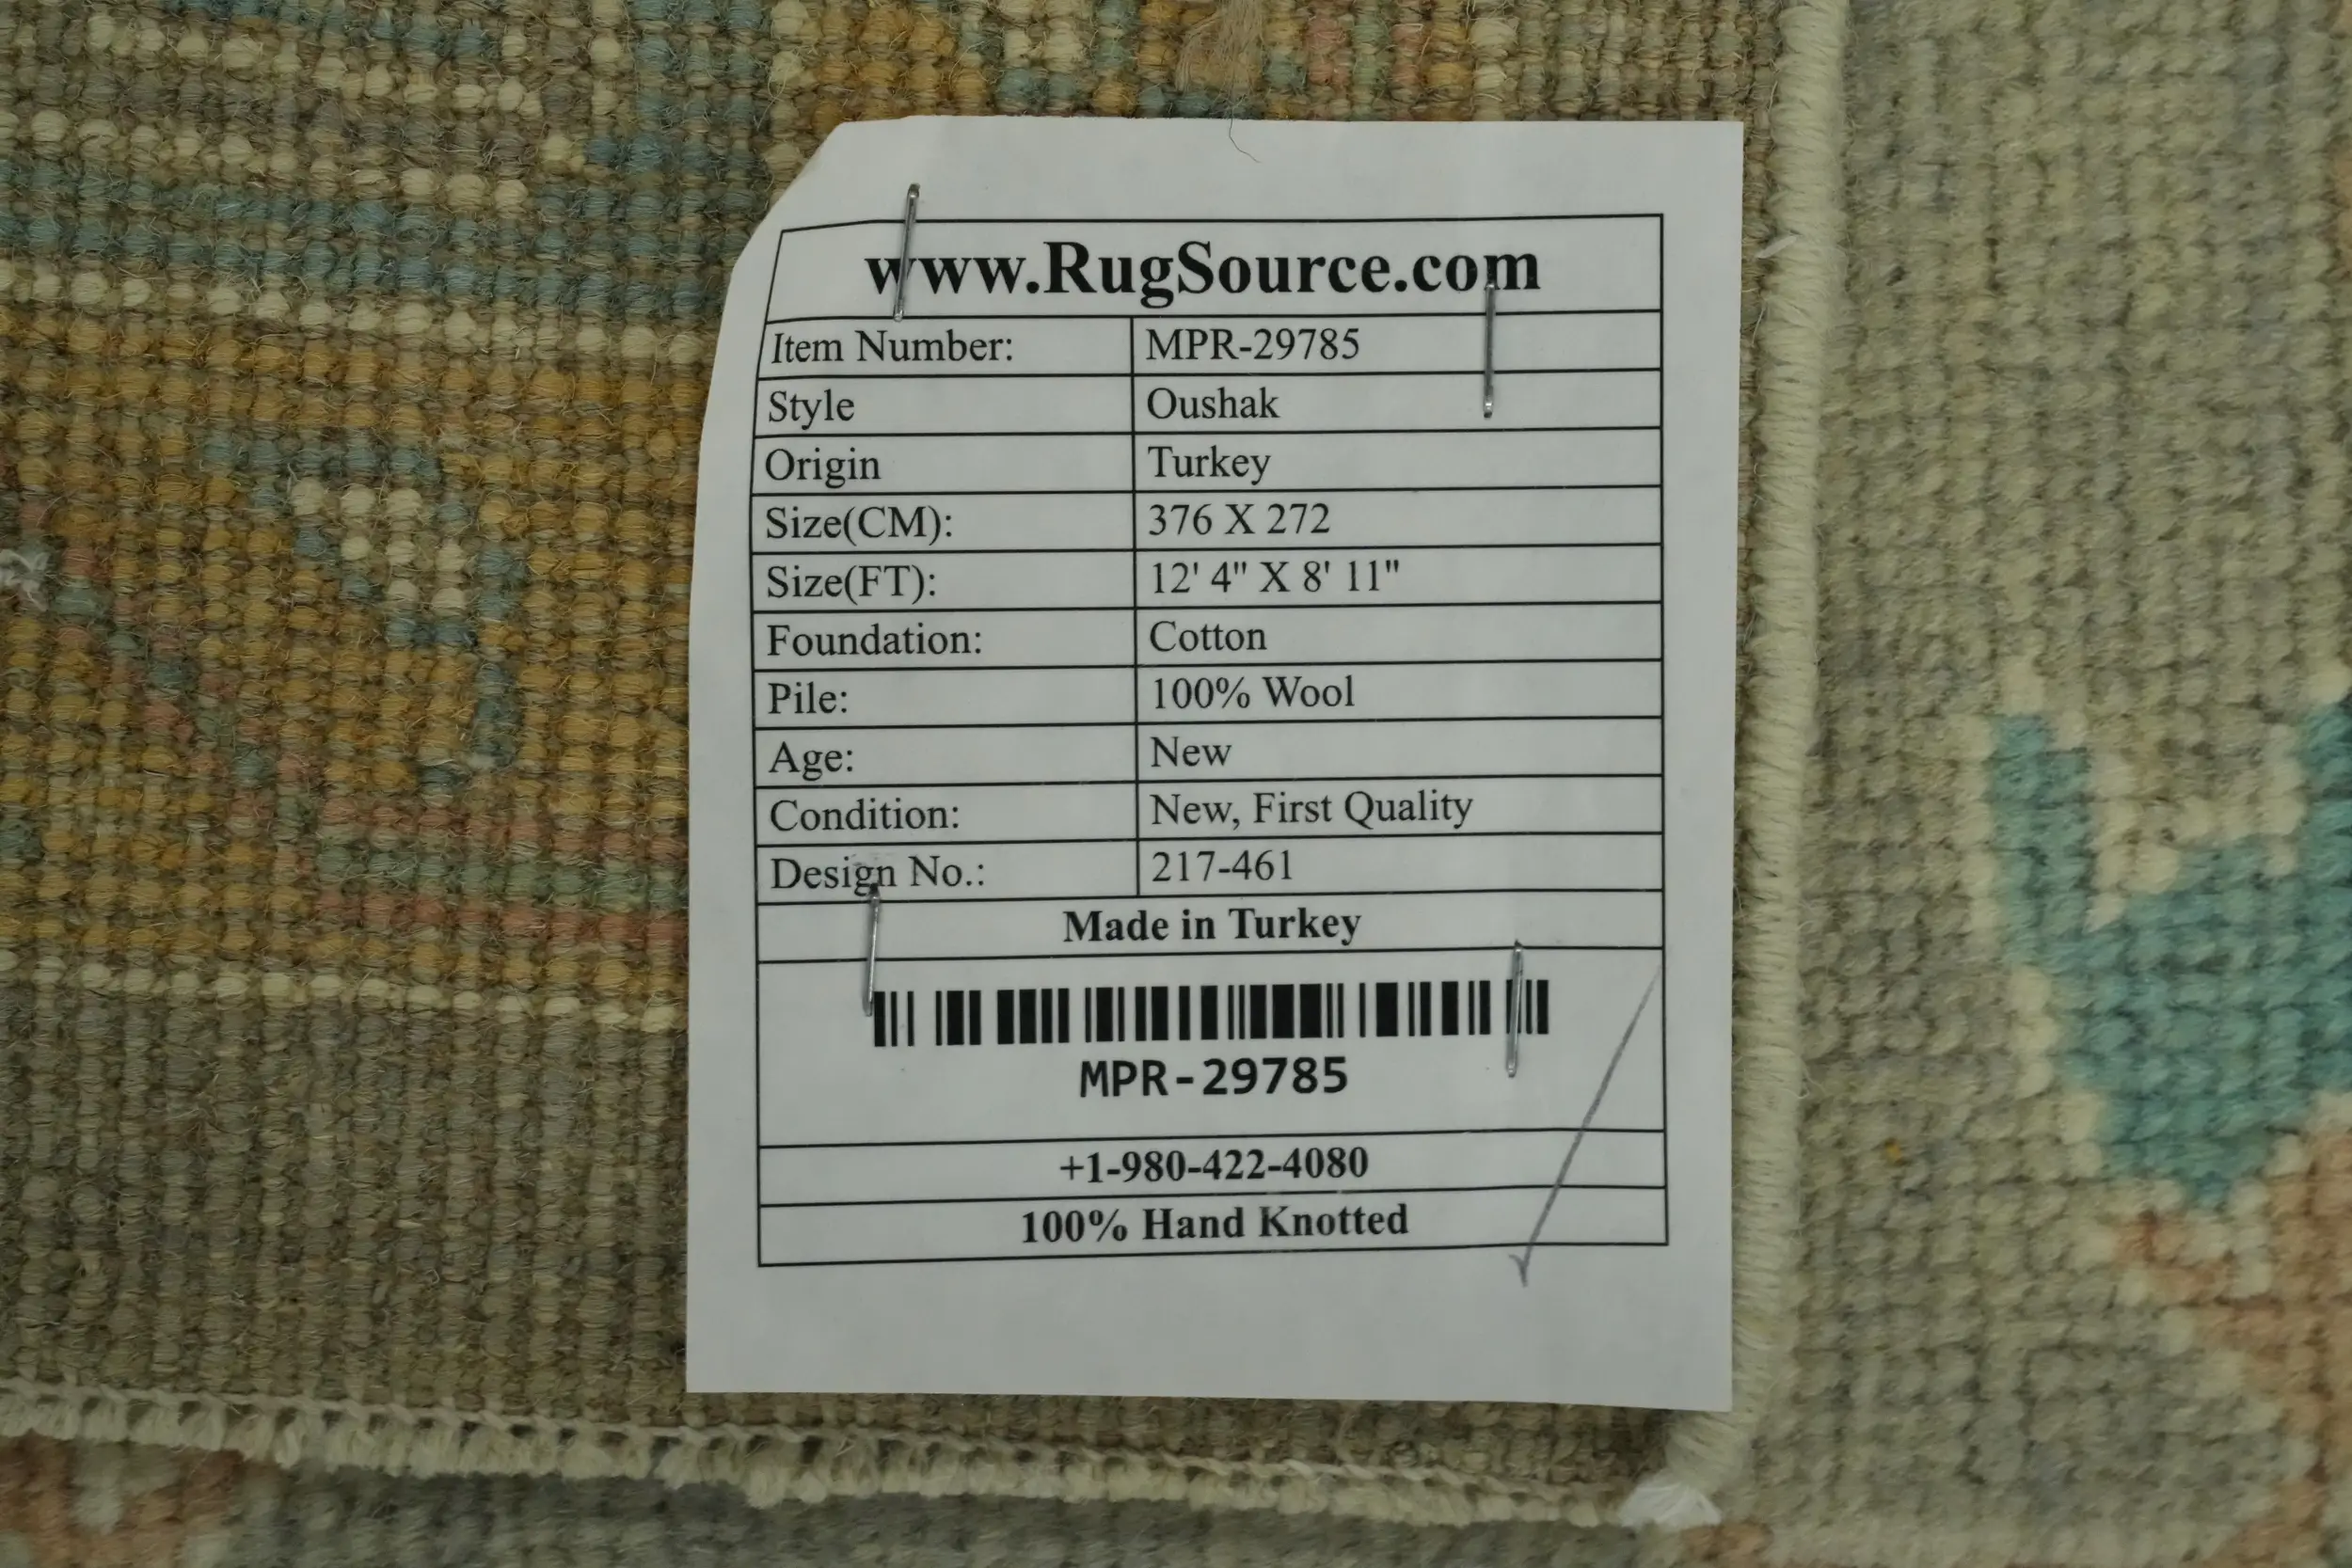 www.RugSource.com
Item Number: MPR-29785
Style Oushak
Origin Turkey
Size(CM): 376 X 272
Size(FT): 12' 4" X 8' 11"
Foundation: Cotton
Pile: 100% Wool
Age: New
Condition: New, First Quality
Design No.: 217-461
Made in Turkey
MPR-29785
+1-980-422-4080
100% Hand Knotted